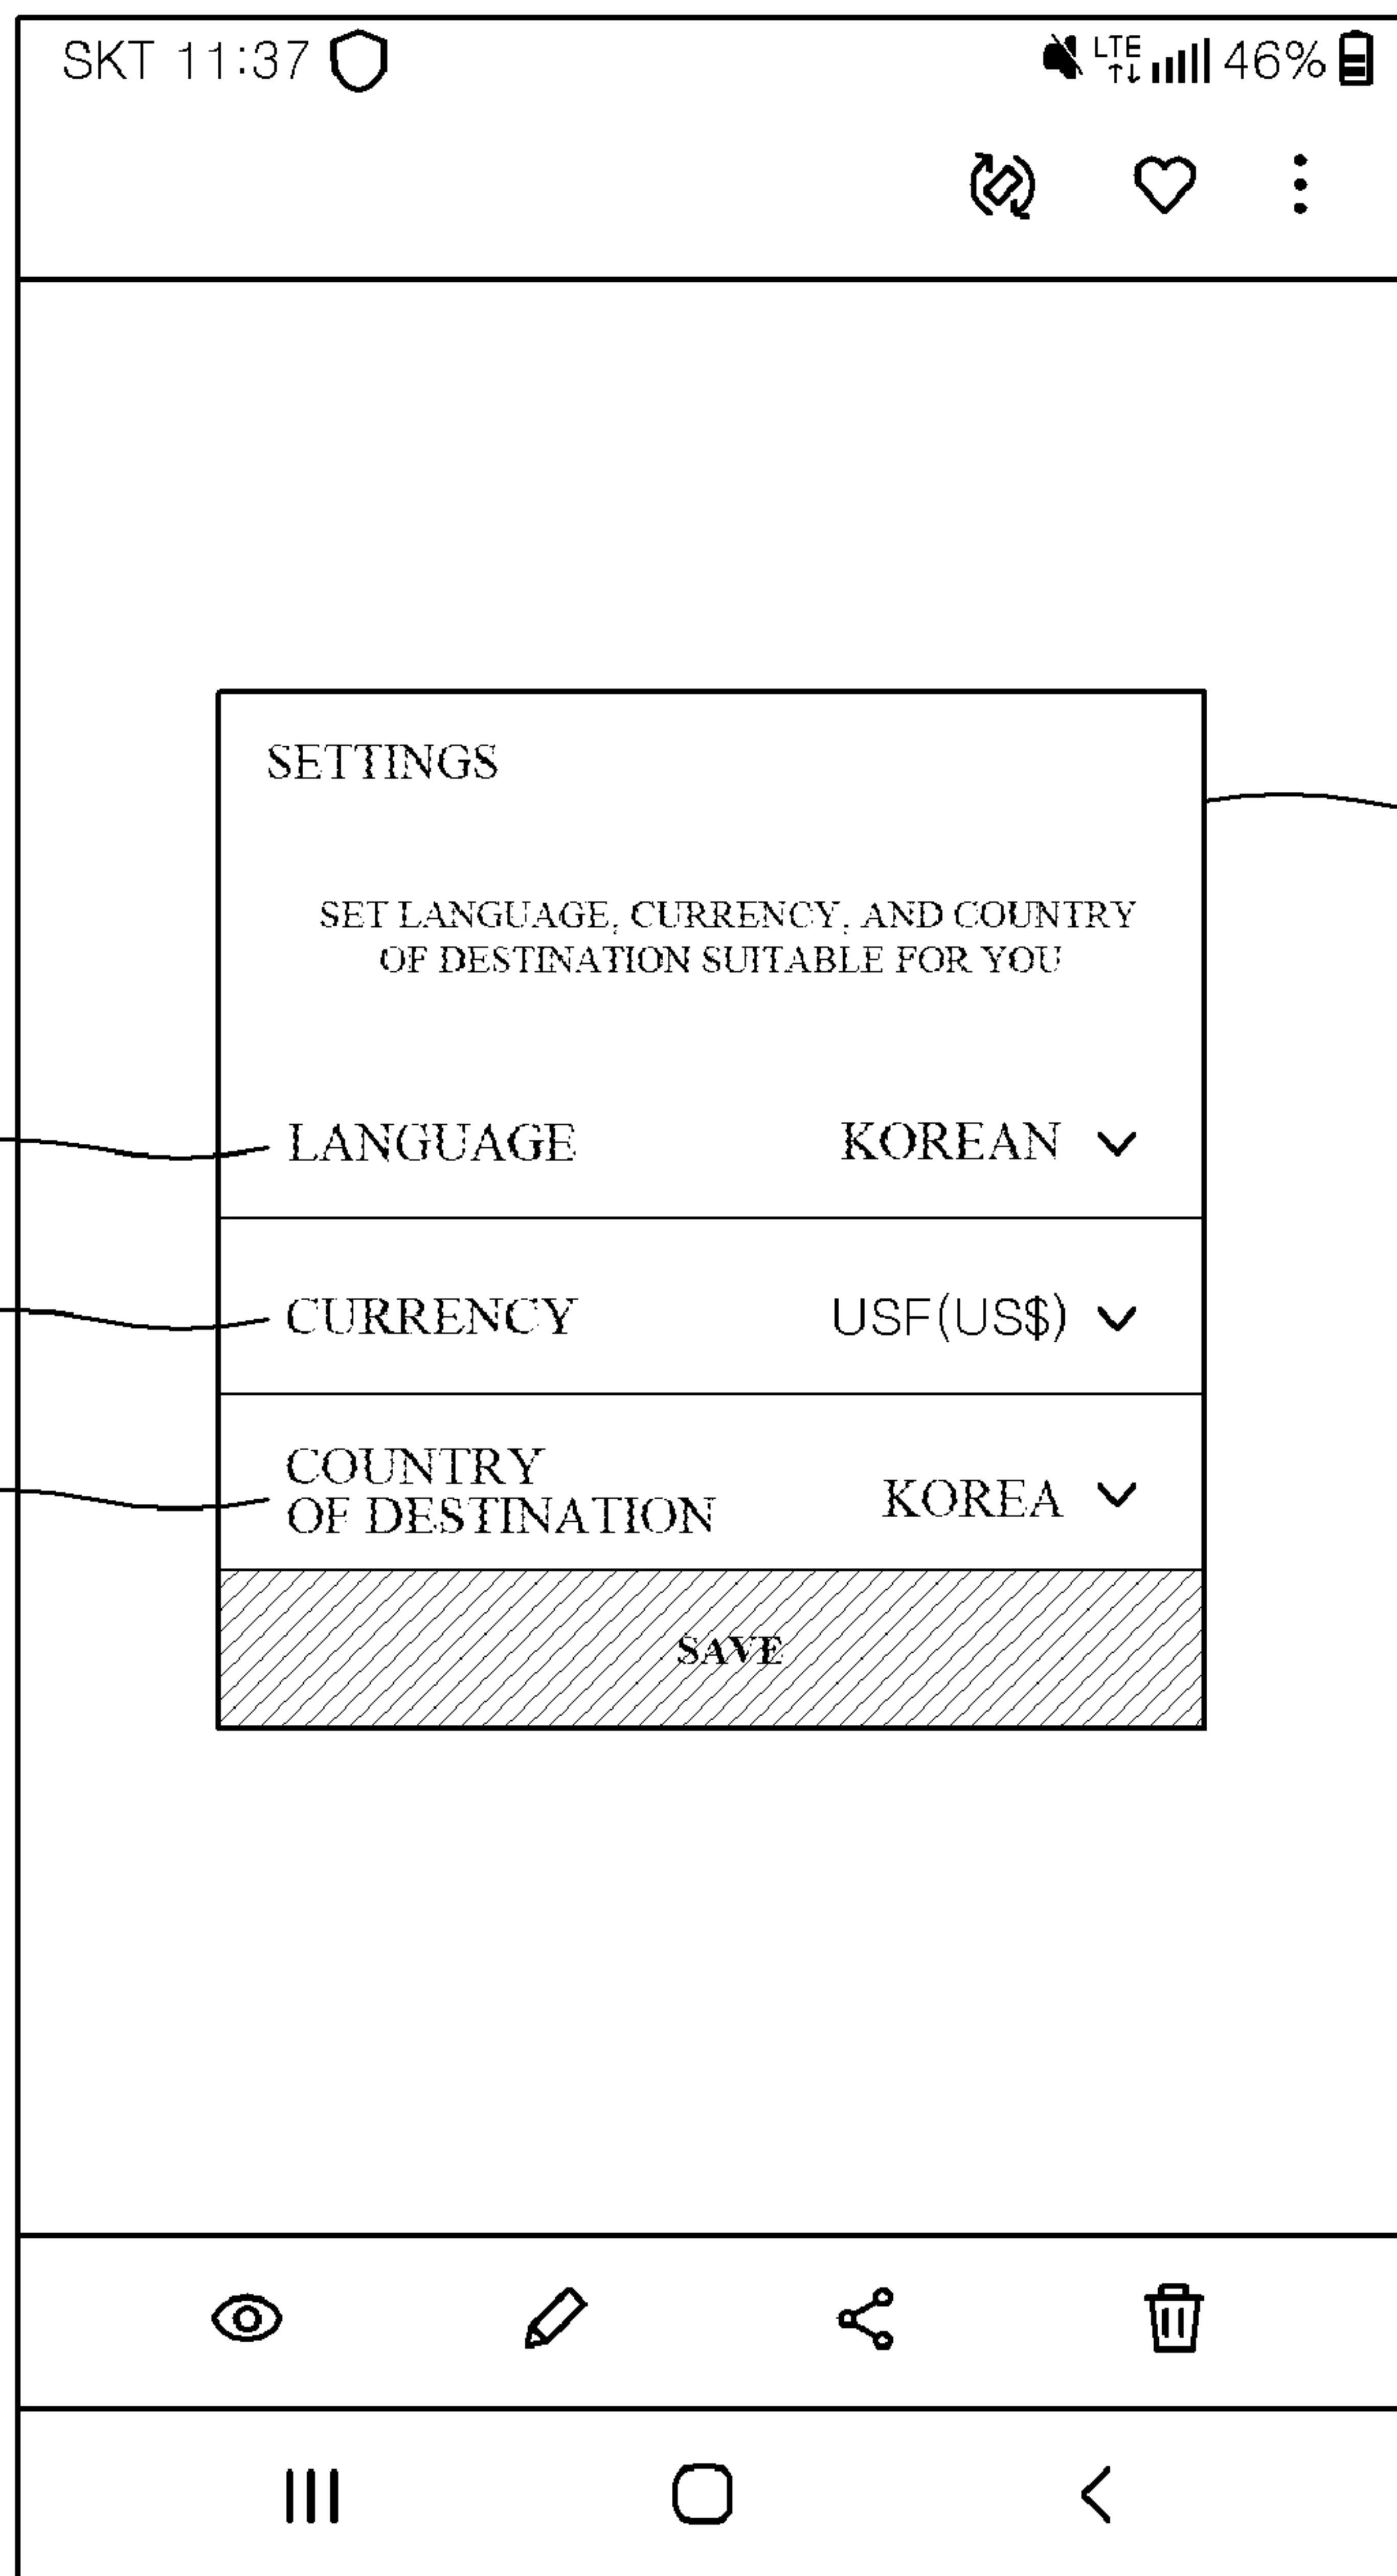 SKT 11:37 LTE 46%
SETTINGS
SET LANGUAGE, CURRENCY, AND COUNTRY
OF DESTINATION SUITABLE FOR YOU
LANGUAGE KOREAN
CURRENCY USF(US$)
COUNTRY
OF DESTINATION KOREA
SAVE